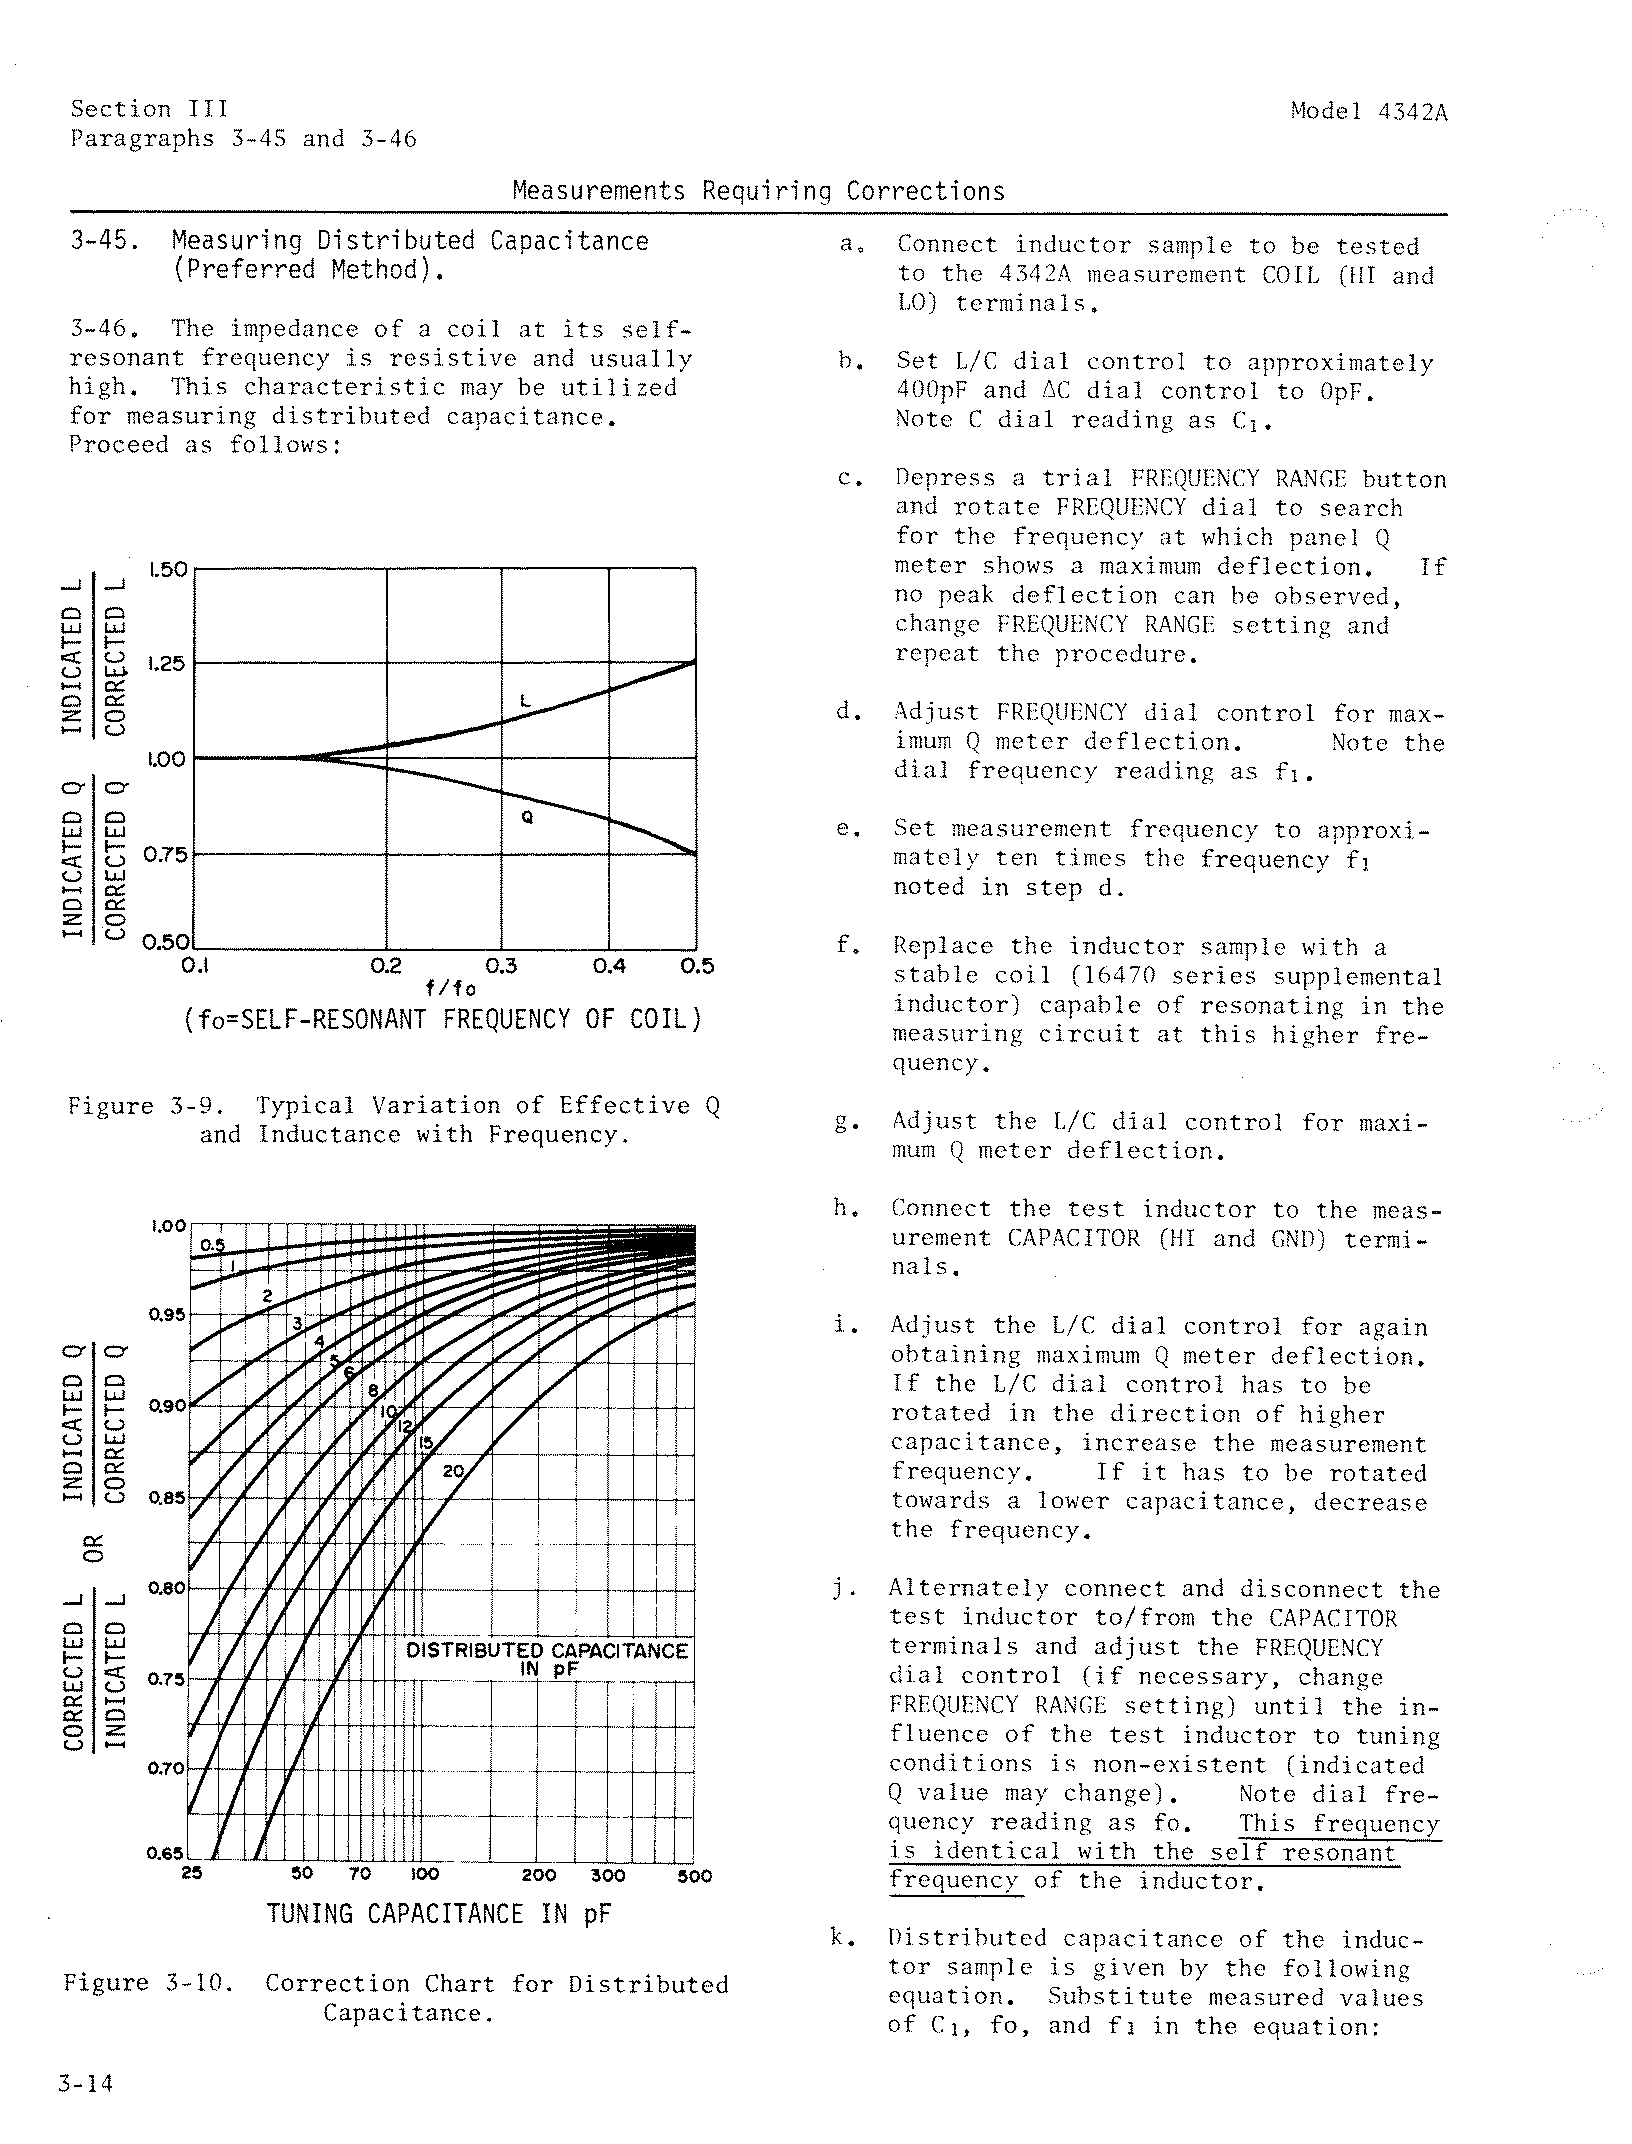 Section III
Paragraphs 3-45 and 3-46
Model 4342A
Measurements Requiring Corrections
3-45. Measuring Distributed Capacitance
(Preferred Method).
3-46. The impedance of a coil at its self-
resonant frequency is resistive and usually
high. This characteristic may be utilized
for measuring distributed capacitance.
Proceed as follows:
INDICATED L
CORRECTED L
INDICATED Q
CORRECTED Q
1.50
1.25
1.00
0.75
0.50
L
Q
0.1 0.2 0.3 0.4 0.5
f/fo
(fo=SELF-RESONANT FREQUENCY OF COIL)
Figure 3-9. Typical Variation of Effective Q
and Inductance with Frequency.
INDICATED Q
CORRECTED Q
OR
CORRECTED L
INDICATED L
1.00
0.95
0.90
0.85
0.80
0.75
0.70
0.65
0.5
1
2
3
4
5
6
8
10
12
15
20
DISTRIBUTED CAPACITANCE
IN pF
25 50 70 100 200 300 500
TUNING CAPACITANCE IN pF
Figure 3-10. Correction Chart for Distributed
Capacitance.
3-14
a. Connect inductor sample to be tested
to the 4342A measurement COIL (HI and
LO) terminals.
b. Set L/C dial control to approximately
400pF and ΔC dial control to 0pF.
Note C dial reading as C₁.
c. Depress a trial FREQUENCY RANGE button
and rotate FREQUENCY dial to search
for the frequency at which panel Q
meter shows a maximum deflection. If
no peak deflection can be observed,
change FREQUENCY RANGE setting and
repeat the procedure.
d. Adjust FREQUENCY dial control for max-
imum Q meter deflection. Note the
dial frequency reading as f₁.
e. Set measurement frequency to approxi-
mately ten times the frequency f₁
noted in step d.
f. Replace the inductor sample with a
stable coil (16470 series supplemental
inductor) capable of resonating in the
measuring circuit at this higher fre-
quency.
g. Adjust the L/C dial control for maxi-
mum Q meter deflection.
h. Connect the test inductor to the meas-
urement CAPACITOR (HI and GND) termi-
nals.
i. Adjust the L/C dial control for again
obtaining maximum Q meter deflection.
If the L/C dial control has to be
rotated in the direction of higher
capacitance, increase the measurement
frequency. If it has to be rotated
towards a lower capacitance, decrease
the frequency.
j. Alternately connect and disconnect the
test inductor to/from the CAPACITOR
terminals and adjust the FREQUENCY
dial control (if necessary, change
FREQUENCY RANGE setting) until the in-
fluence of the test inductor to tuning
conditions is non-existent (indicated
Q value may change). Note dial fre-
quency reading as fo. This frequency
is identical with the self resonant
frequency of the inductor.
k. Distributed capacitance of the induc-
tor sample is given by the following
equation. Substitute measured values
of C₁, fo, and f₁ in the equation: